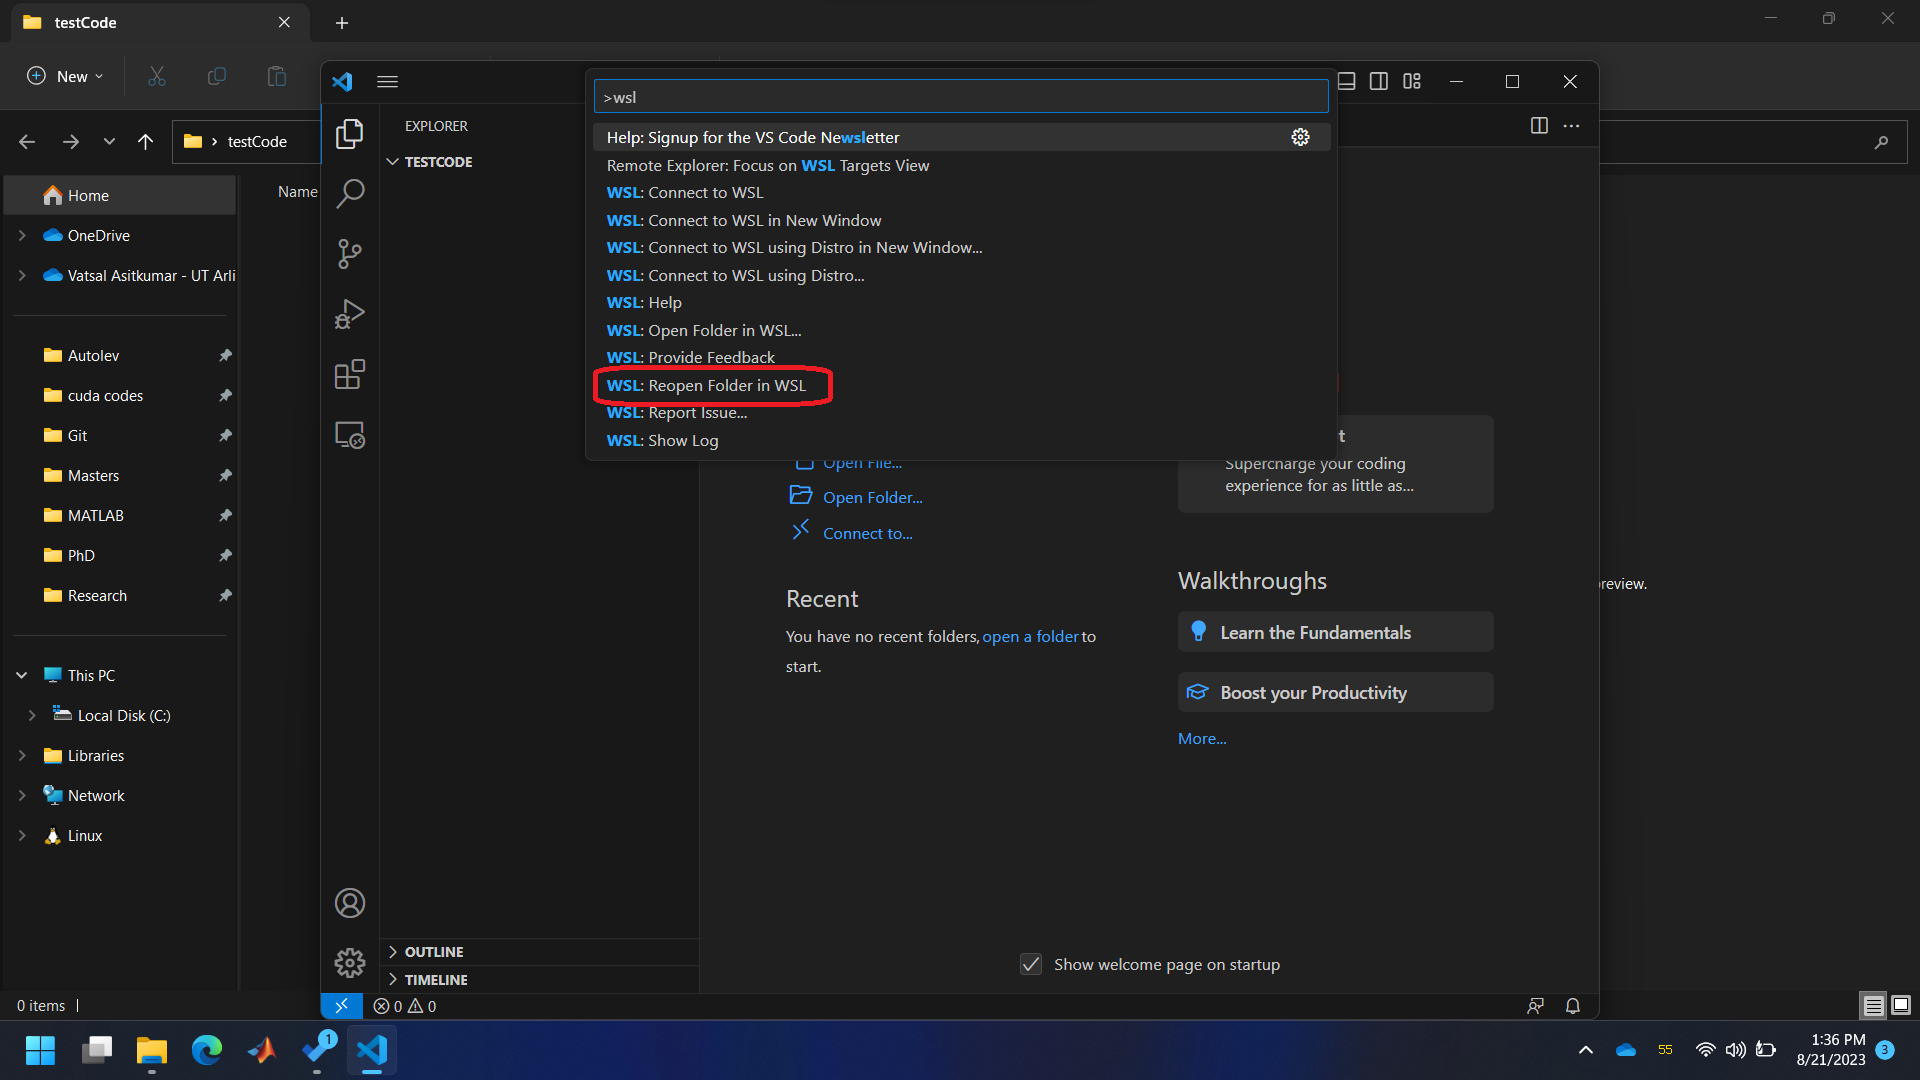 testCode
New
testCode
Home
OneDrive
Vatsal Asitkumar - UT Arli
Autolev
cuda codes
Git
Masters
MATLAB
PhD
Research
This PC
Local Disk (C:)
Libraries
Network
Linux
0 items
Name
EXPLORER
TESTCODE
OUTLINE
TIMELINE
0 0
>wsl
Help: Signup for the VS Code Newsletter
Remote Explorer: Focus on WSL Targets View
WSL: Connect to WSL
WSL: Connect to WSL in New Window
WSL: Connect to WSL using Distro in New Window...
WSL: Connect to WSL using Distro...
WSL: Help
WSL: Open Folder in WSL...
WSL: Provide Feedback
WSL: Reopen Folder in WSL
WSL: Report Issue...
WSL: Show Log
Open File...
Open Folder...
Connect to...
Recent
You have no recent folders, open a folder to
start.
t
Supercharge your coding
experience for as little as...
Walkthroughs
Learn the Fundamentals
Boost your Productivity
More...
Show welcome page on startup
review.
1
55
1:36 PM
8/21/2023
3